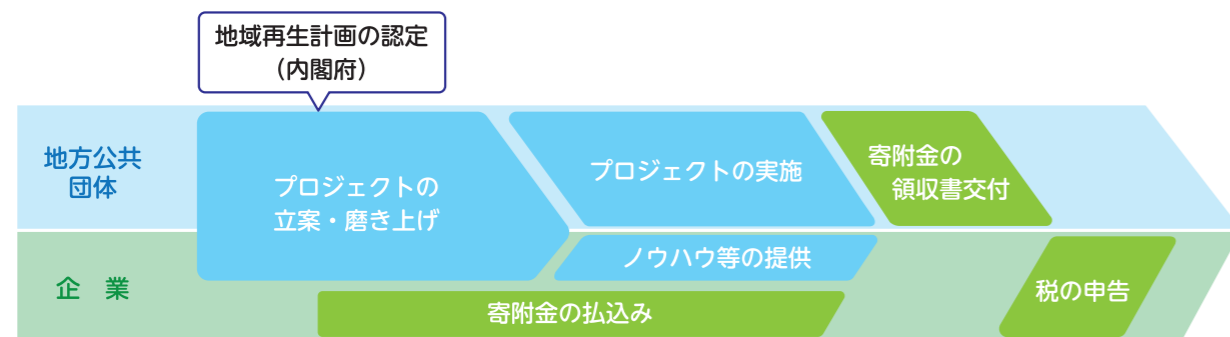 地域再生計画の認定
（内閣府）
地方公共
団体
プロジェクトの
立案・磨き上げ
プロジェクトの実施
寄附金の
領収書交付
企　業
ノウハウ等の提供
寄附金の払込み
税の申告